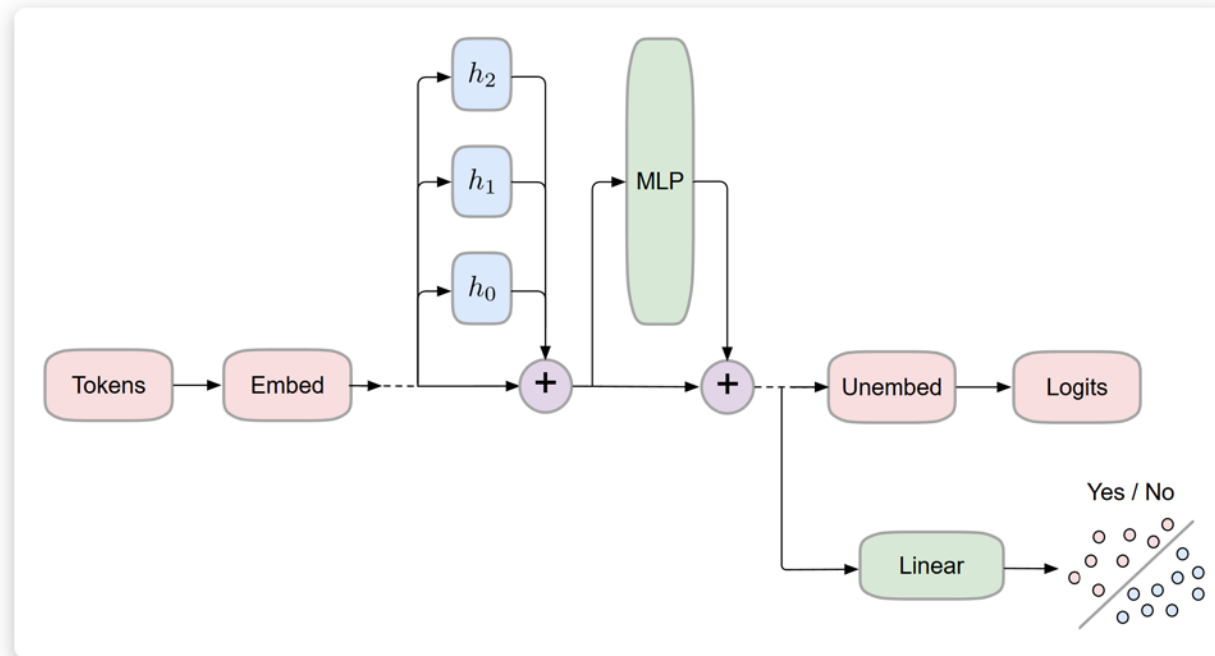 h₂
h₁
MLP
h₀
Tokens
Embed
+
+
Unembed
Logits
Yes / No
Linear